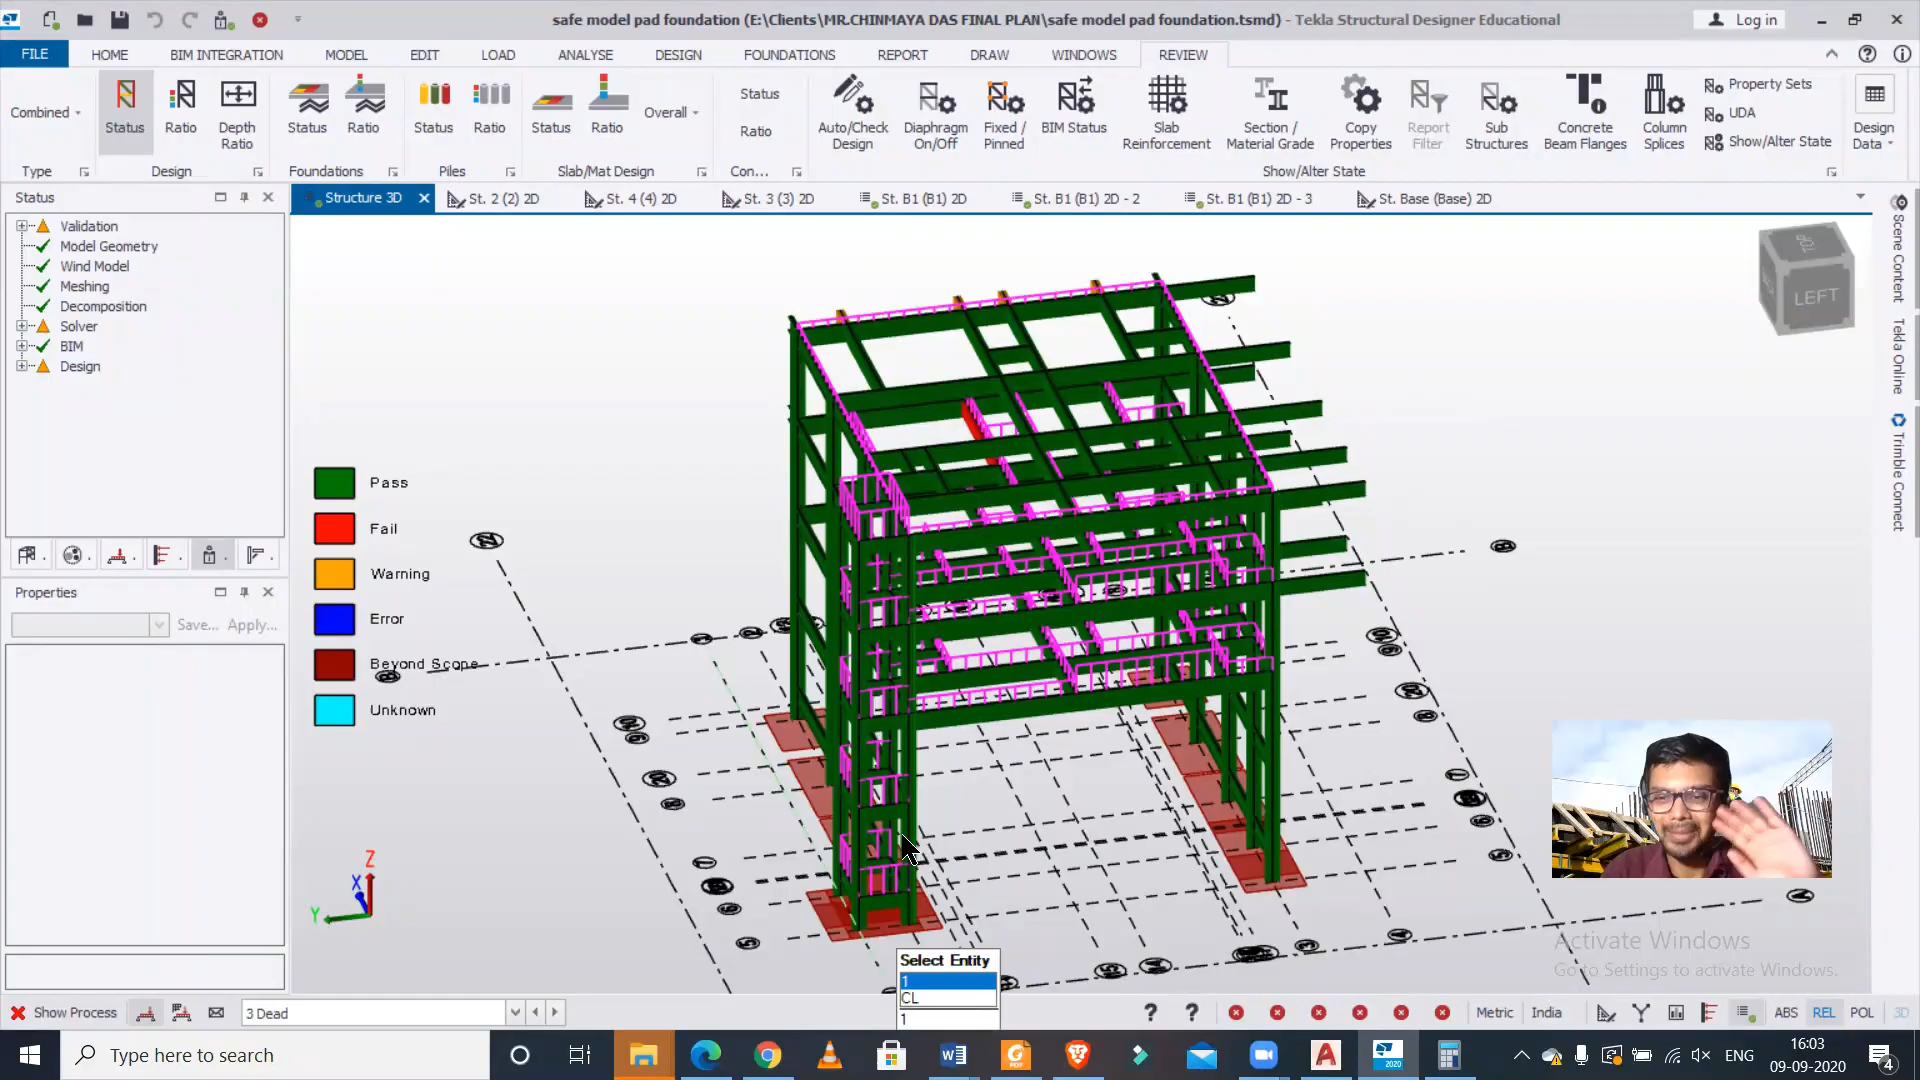 safe model pad foundation (E:\Clients\MR.CHINMAYA DAS FINAL PLAN\safe model pad foundation.tsmd) - Tekla Structural Designer Educational
Log in
FILE HOME BIM INTEGRATION MODEL EDIT LOAD ANALYSE DESIGN FOUNDATIONS REPORT DRAW WINDOWS REVIEW
Combined
Status Ratio Depth Ratio
Status Ratio
Status Ratio
Status Ratio Overall
Status
Ratio
Auto/Check Design
Diaphragm On/Off
Fixed / Pinned
BIM Status
Slab Reinforcement
Section / Material Grade
Copy Properties
Report Filter
Sub Structures
Concrete Beam Flanges
Column Splices
Property Sets
UDA
Show/Alter State
Design Data
Type Design Foundations Piles Slab/Mat Design Con... Show/Alter State
Status
Structure 3D St. 2 (2) 2D St. 4 (4) 2D St. 3 (3) 2D St. B1 (B1) 2D St. B1 (B1) 2D - 2 St. B1 (B1) 2D - 3 St. Base (Base) 2D
Validation
Model Geometry
Wind Model
Meshing
Decomposition
Solver
BIM
Design
Properties
Save... Apply...
Pass
Fail
Warning
Error
Beyond Scope
Unknown
LEFT
TOP
Scene Content
Tekla Online
Trimble Connect
Z
X
Y
Select Entity
1
CL
1
Activate Windows
Go to Settings to activate Windows.
Show Process 3 Dead Metric India ABS REL POL 3D
Type here to search
2020
ENG
16:03
09-09-2020
4